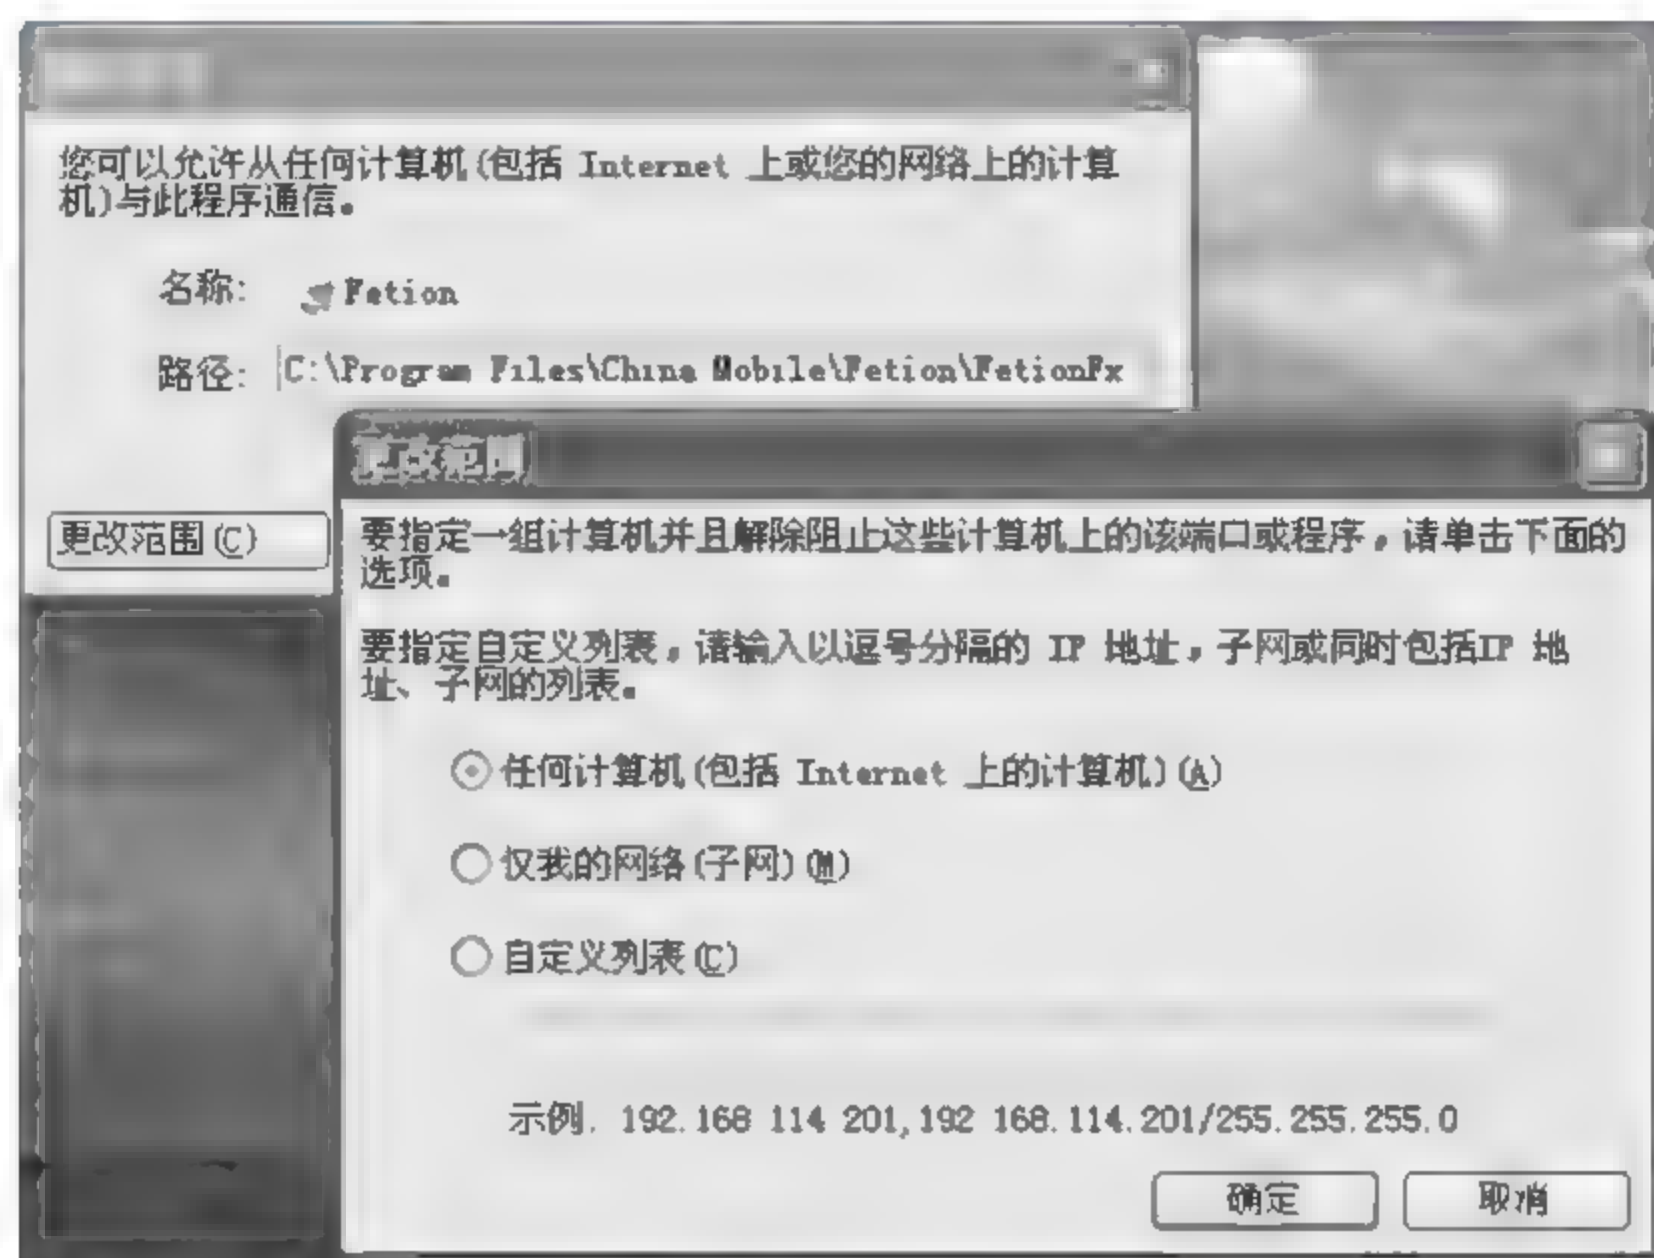 您可以允许从任何计算机(包括 Internet 上或您的网络上的计算
机)与此程序通信。
名称: Fetion
路径: C:\Program Files\China Mobile\Fetion\FetionFx
更改范围(C)
更改范围
要指定一组计算机并且解除阻止这些计算机上的该端口或程序,请单击下面的
选项。
要指定自定义列表,请输入以逗号分隔的 IP 地址,子网或同时包括IP 地
址、子网的列表。
任何计算机(包括 Internet 上的计算机)(A)
仅我的网络(子网)(M)
自定义列表(C)
示例. 192.168 114 201,192 168.114.201/255.255.255.0
确定
取消